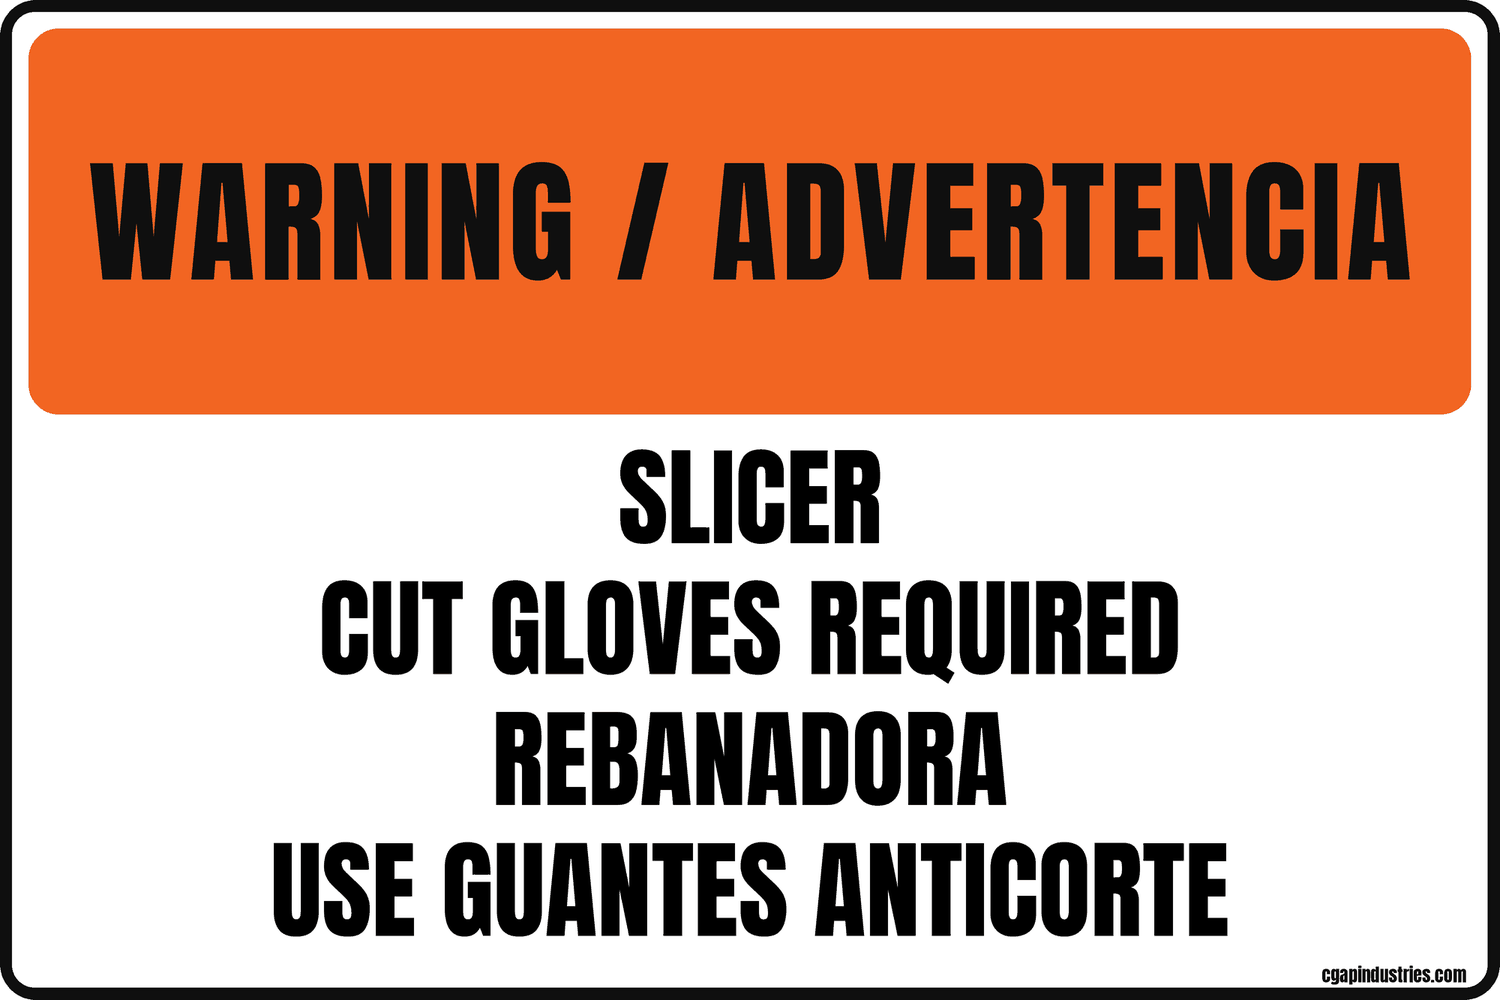 WARNING / ADVERTENCIA
SLICER
CUT GLOVES REQUIRED
REBANADORA
USE GUANTES ANTICORTE
cgapindustries.com